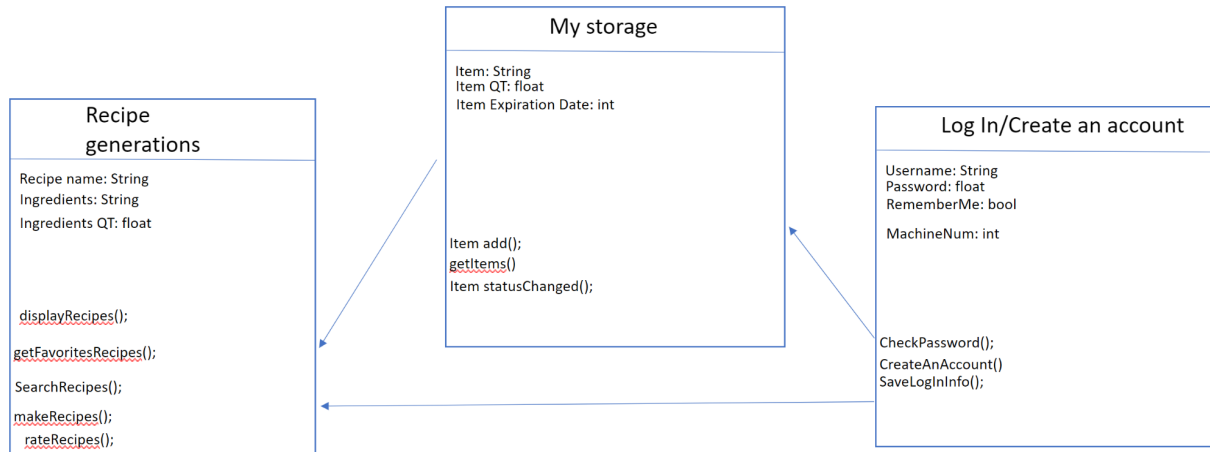 My storage
Item: String
Item QT: float
Item Expiration Date: int
Item add();
getItems()
Item statusChanged();
Recipe
generations
Recipe name: String
Ingredients: String
Ingredients QT: float
displayRecipes();
getFavoritesRecipes();
SearchRecipes();
makeRecipes();
rateRecipes();
Log In/Create an account
Username: String
Password: float
RememberMe: bool
MachineNum: int
CheckPassword();
CreateAnAccount()
SaveLogInInfo();